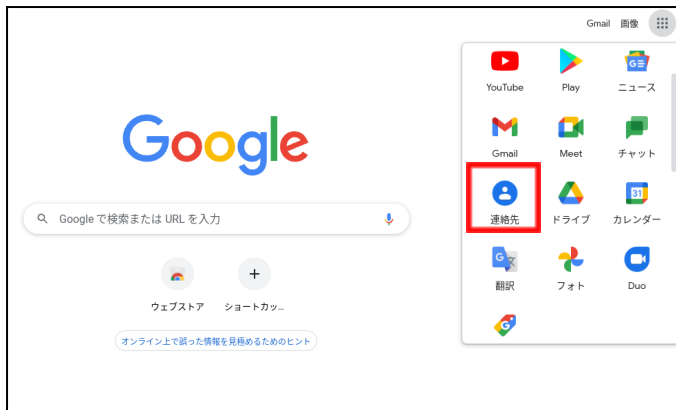 Gmail 画像
YouTube Play ニュース
Gmail Meet チャット
連絡先 ドライブ カレンダー
翻訳 フォト Duo
Google
Google で検索または URL を入力
ウェブストア ショートカッ...
オンライン上で誤った情報を見極めるためのヒント
31